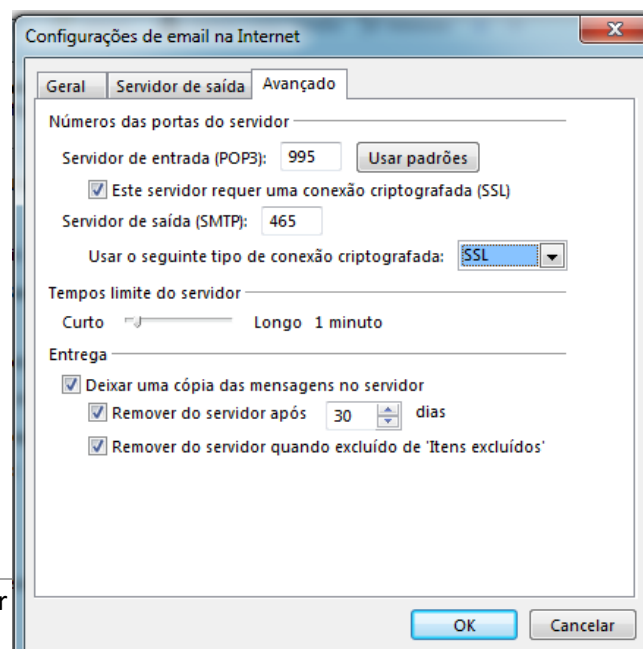 Configurações de email na Internet
Geral Servidor de saída Avançado
Números das portas do servidor
Servidor de entrada (POP3): 995 Usar padrões
Este servidor requer uma conexão criptografada (SSL)
Servidor de saída (SMTP): 465
Usar o seguinte tipo de conexão criptografada: SSL
Tempos limite do servidor
Curto Longo 1 minuto
Entrega
Deixar uma cópia das mensagens no servidor
Remover do servidor após 30 dias
Remover do servidor quando excluído de 'Itens excluídos'
r
OK Cancelar